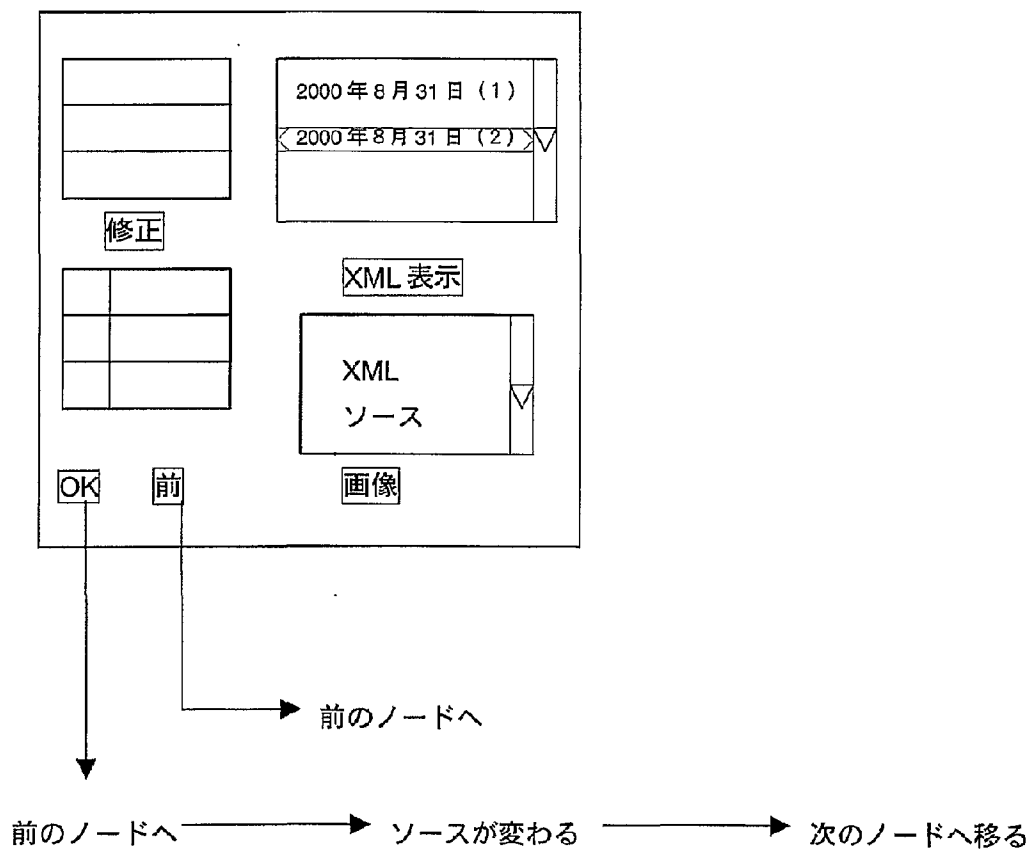 2000年8月31日（1）
2000年8月31日（2）
修正
XML 表示
XML
ソース
OK
前
画像
前のノードへ
前のノードへ
ソースが変わる
次のノードへ移る